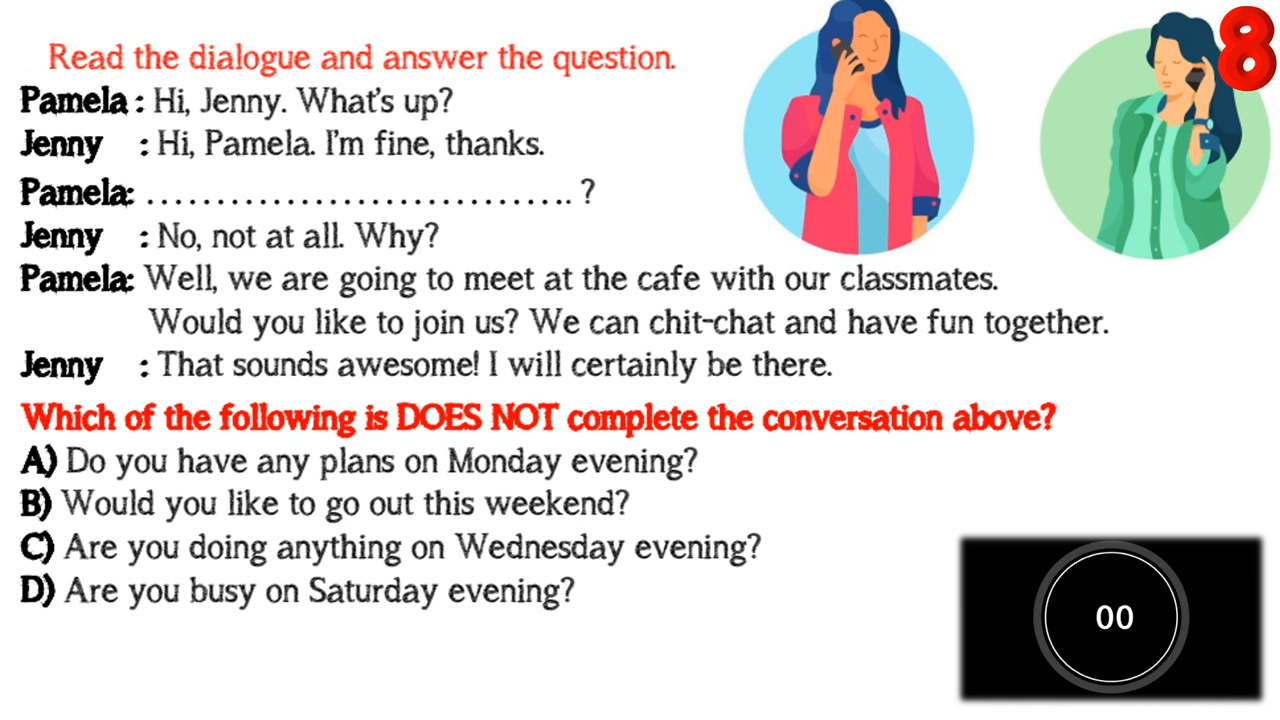 8
Read the dialogue and answer the question.
Pamela : Hi, Jenny. What's up?
Jenny : Hi, Pamela. I'm fine, thanks.
Pamela: ................................ ?
Jenny : No, not at all. Why?
Pamela: Well, we are going to meet at the cafe with our classmates.
Would you like to join us? We can chit-chat and have fun together.
Jenny : That sounds awesome! I will certainly be there.
Which of the following is DOES NOT complete the conversation above?
A) Do you have any plans on Monday evening?
B) Would you like to go out this weekend?
C) Are you doing anything on Wednesday evening?
D) Are you busy on Saturday evening?
00